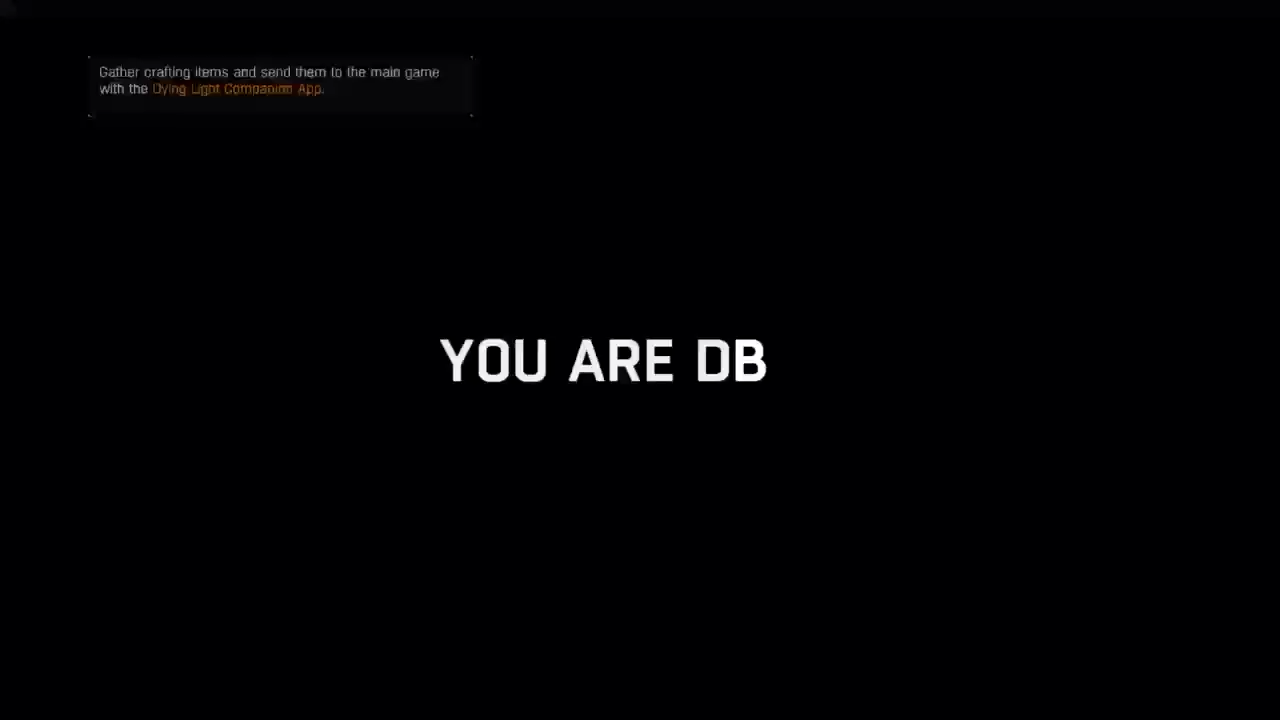 Gather crafting items and send them to the main game
with the Dying Light Companion App.
YOU ARE DB